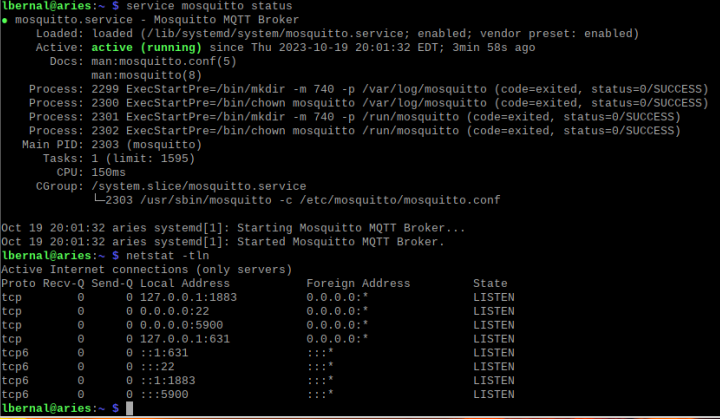 lbernal@aries:~ $ service mosquitto status
● mosquitto.service - Mosquitto MQTT Broker
     Loaded: loaded (/lib/systemd/system/mosquitto.service; enabled; vendor preset: enabled)
     Active: active (running) since Thu 2023-10-19 20:01:32 EDT; 3min 58s ago
       Docs: man:mosquitto.conf(5)
             man:mosquitto(8)
    Process: 2299 ExecStartPre=/bin/mkdir -m 740 -p /var/log/mosquitto (code=exited, status=0/SUCCESS)
    Process: 2300 ExecStartPre=/bin/chown mosquitto /var/log/mosquitto (code=exited, status=0/SUCCESS)
    Process: 2301 ExecStartPre=/bin/mkdir -m 740 -p /run/mosquitto (code=exited, status=0/SUCCESS)
    Process: 2302 ExecStartPre=/bin/chown mosquitto /run/mosquitto (code=exited, status=0/SUCCESS)
   Main PID: 2303 (mosquitto)
      Tasks: 1 (limit: 1595)
        CPU: 150ms
     CGroup: /system.slice/mosquitto.service
             └─2303 /usr/sbin/mosquitto -c /etc/mosquitto/mosquitto.conf

Oct 19 20:01:32 aries systemd[1]: Starting Mosquitto MQTT Broker...
Oct 19 20:01:32 aries systemd[1]: Started Mosquitto MQTT Broker.
lbernal@aries:~ $ netstat -tln
Active Internet connections (only servers)
Proto Recv-Q Send-Q Local Address           Foreign Address         State
tcp        0      0 127.0.0.1:1883          0.0.0.0:*               LISTEN
tcp        0      0 0.0.0.0:22              0.0.0.0:*               LISTEN
tcp        0      0 0.0.0.0:5900            0.0.0.0:*               LISTEN
tcp        0      0 127.0.0.1:631           0.0.0.0:*               LISTEN
tcp6       0      0 ::1:631                 :::*                    LISTEN
tcp6       0      0 :::22                   :::*                    LISTEN
tcp6       0      0 ::1:1883                :::*                    LISTEN
tcp6       0      0 :::5900                 :::*                    LISTEN
lbernal@aries:~ $